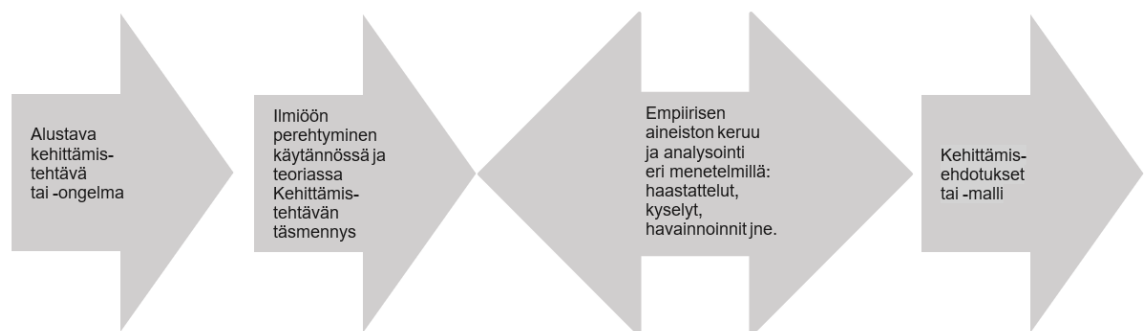 Alustava
kehittämis-
tehtävä
tai -ongelma
Ilmiöön
perehtyminen
käytännössä ja
teoriassa
Kehittämis-
tehtävän
täsmennys
Empiirisen
aineiston keruu
ja analysointi
eri menetelmillä:
haastattelut,
kyselyt,
havainnoinnit jne.
Kehittämis-
ehdotukset
tai -malli